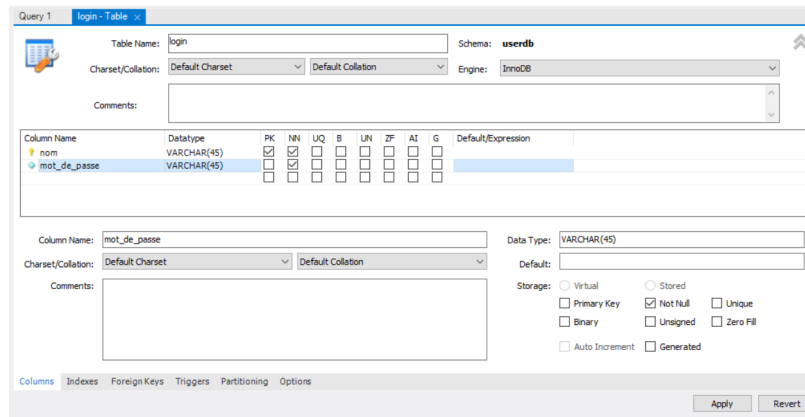 Query 1 login - Table ×
Table Name: login Schema: userdb
Charset/Collation: Default Charset Default Collation Engine: InnoDB
Comments:
Column Name Datatype PK NN UQ B UN ZF AI G Default/Expression
nom VARCHAR(45)
mot_de_passe VARCHAR(45)
Column Name: mot_de_passe Data Type: VARCHAR(45)
Charset/Collation: Default Charset Default Collation Default:
Comments: Storage: Virtual Stored
Primary Key Not Null Unique
Binary Unsigned Zero Fill
Auto Increment Generated
Columns Indexes Foreign Keys Triggers Partitioning Options
Apply Revert